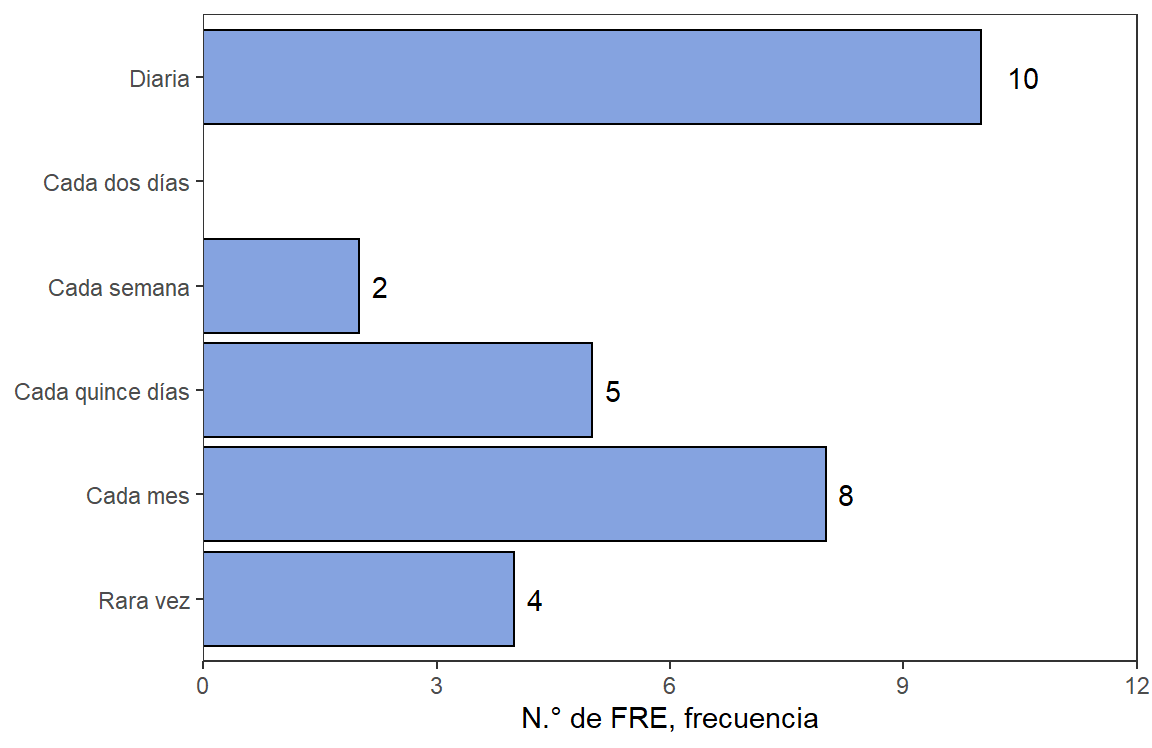 Diaria
10
Cada dos días
Cada semana
2
Cada quince días
5
Cada mes
8
Rara vez
4
0 3 6 9 12
N.° de FRE, frecuencia